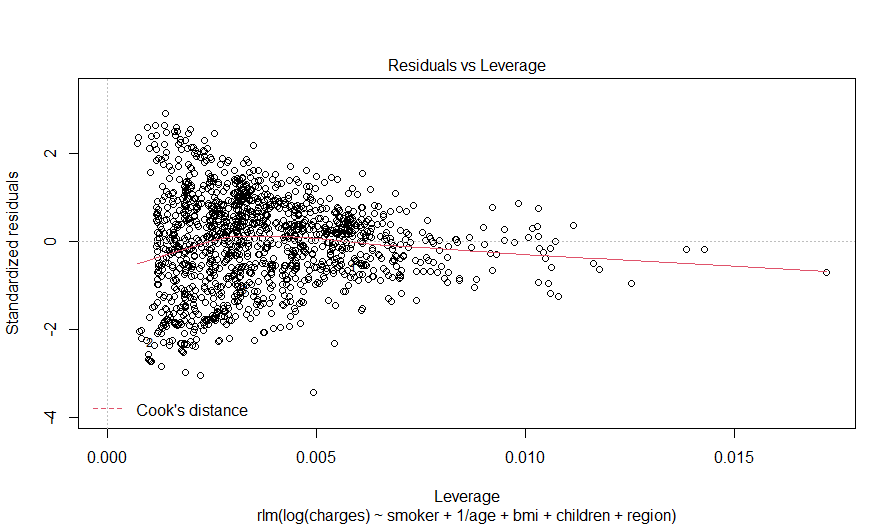 Residuals vs Leverage
Standardized residuals
2
0
-2
-4
Cook's distance
0.000
0.005
0.010
0.015
Leverage
rlm(log(charges) ~ smoker + 1/age + bmi + children + region)